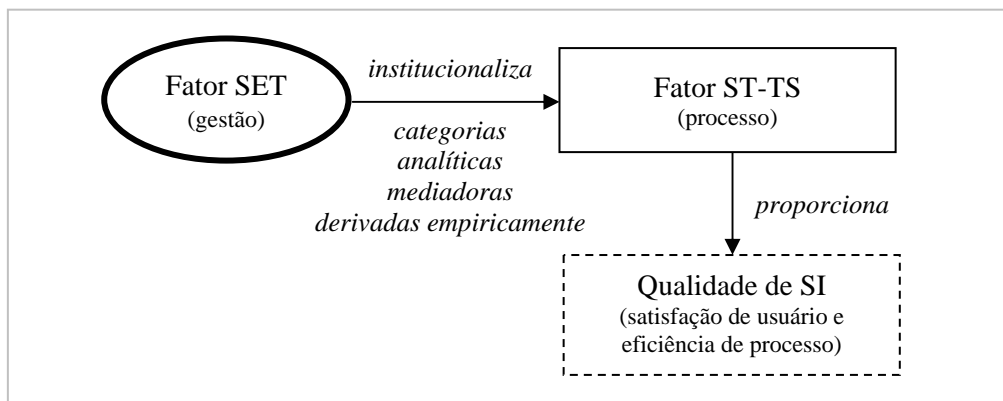 Fator SET
(gestão)
institucionaliza
categorias
analíticas
mediadoras
derivadas empiricamente
Fator ST-TS
(processo)
proporciona
Qualidade de SI
(satisfação de usuário e
eficiência de processo)